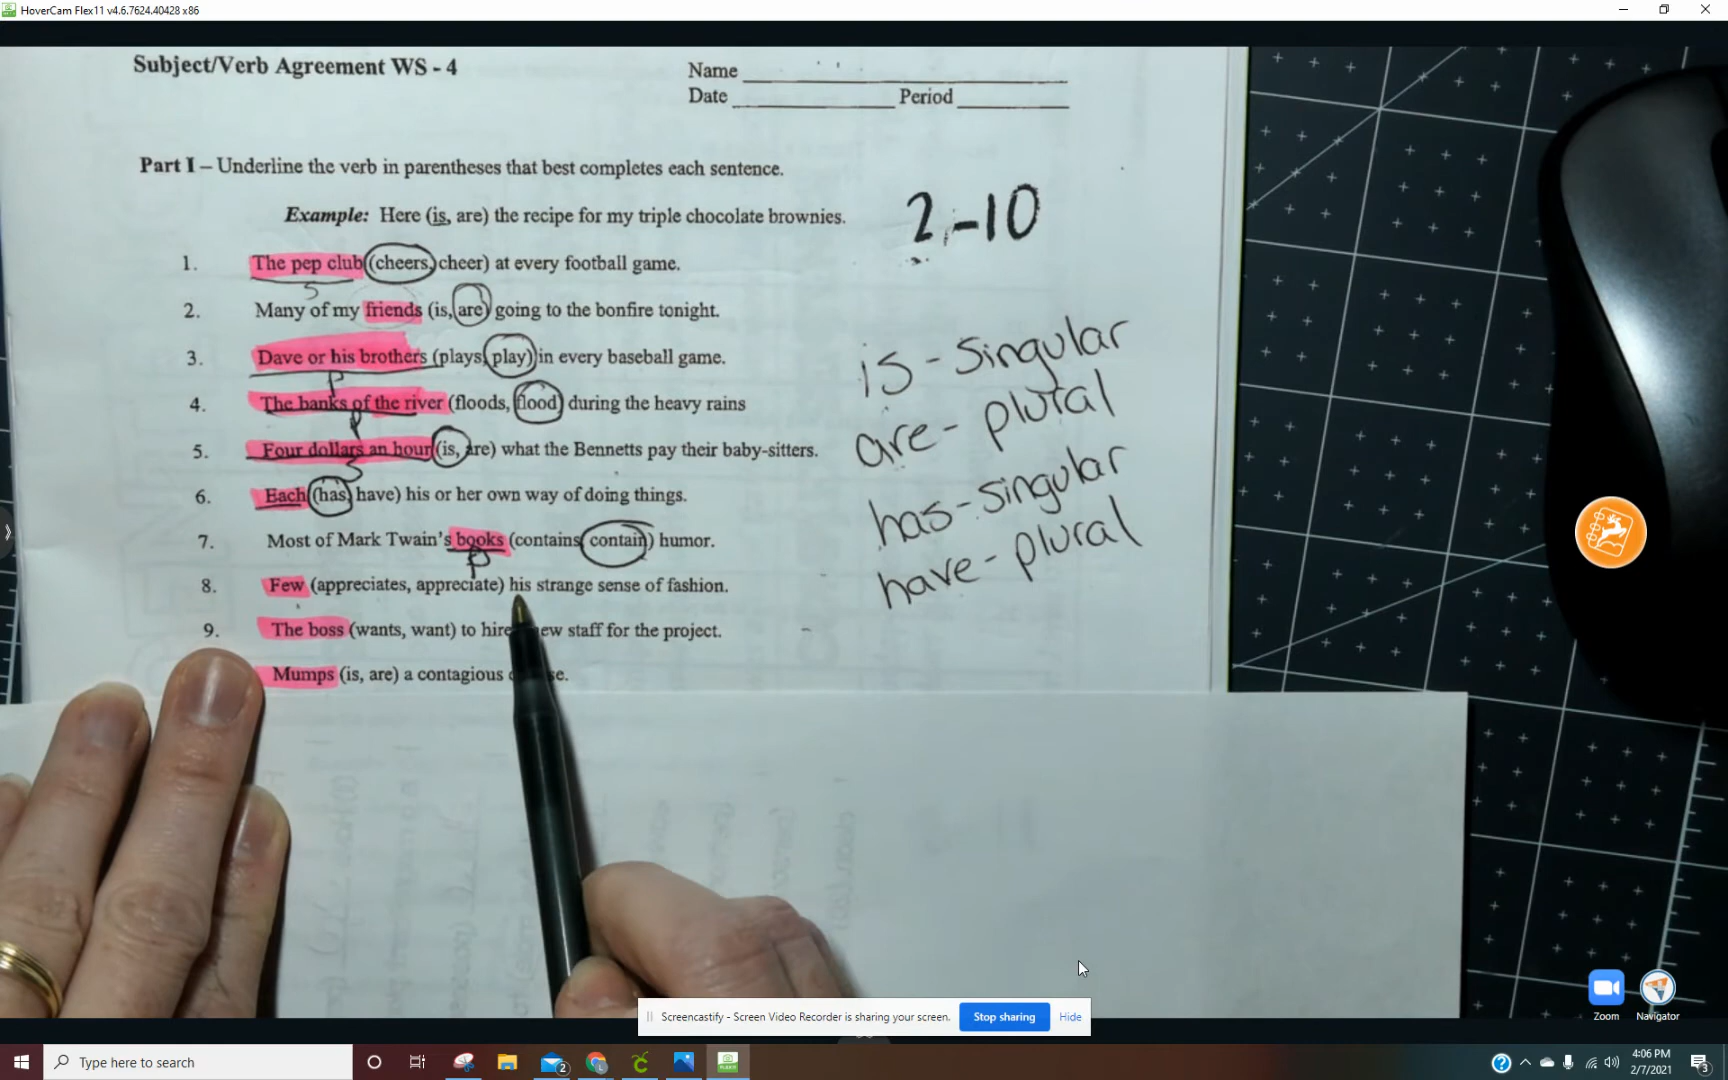 HoverCam Flex11 v4.6.7624.40428 x86
Subject/Verb Agreement WS - 4
Name
Date Period
Part I – Underline the verb in parentheses that best completes each sentence.
Example: Here (is, are) the recipe for my triple chocolate brownies.
2,-10
1. The pep club (cheers, cheer) at every football game.
S
2. Many of my friends (is, are) going to the bonfire tonight.
3. Dave or his brothers (plays, play) in every baseball game.
P
4. The banks of the river (floods, flood) during the heavy rains
P
5. Four dollars an hour (is, are) what the Bennetts pay their baby-sitters.
S
6. Each (has, have) his or her own way of doing things.
7. Most of Mark Twain's books (contains, contain) humor.
P
8. Few (appreciates, appreciate) his strange sense of fashion.
9. The boss (wants, want) to hire new staff for the project.
Mumps (is, are) a contagious
is - singular
are - plural
has - singular
have - plural
Screencastify - Screen Video Recorder is sharing your screen. Stop sharing Hide
Zoom Navigator
Type here to search
2
4:06 PM
2/7/2021
3